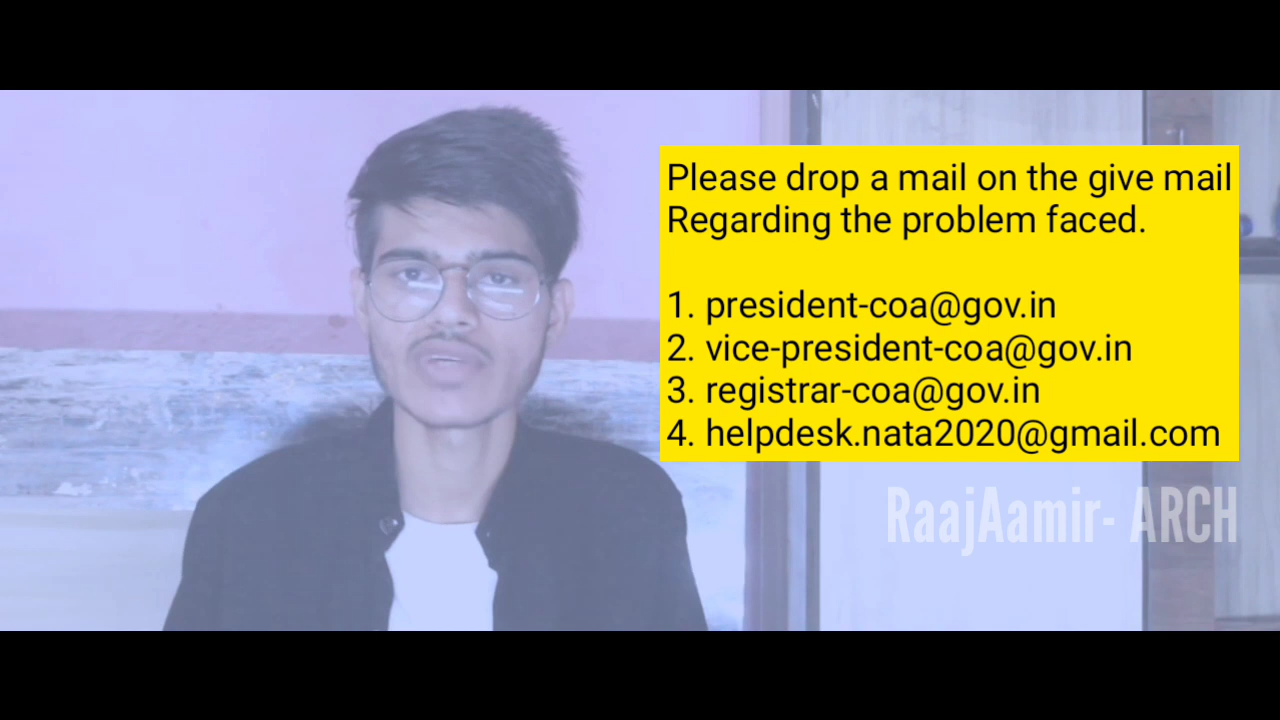 Please drop a mail on the give mail
Regarding the problem faced.
1. president-coa@gov.in
2. vice-president-coa@gov.in
3. registrar-coa@gov.in
4. helpdesk.nata2020@gmail.com
RaajAamir- ARCH